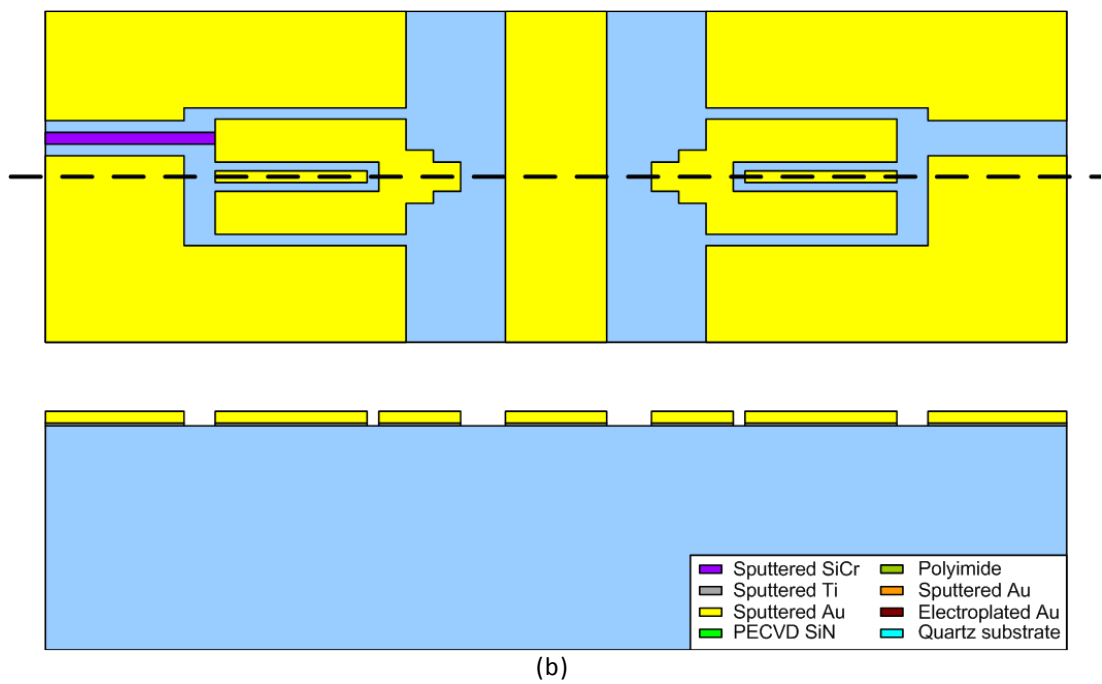 Sputtered SiCr
Sputtered Ti
Sputtered Au
PECVD SiN
Polyimide
Sputtered Au
Electroplated Au
Quartz substrate
(b)